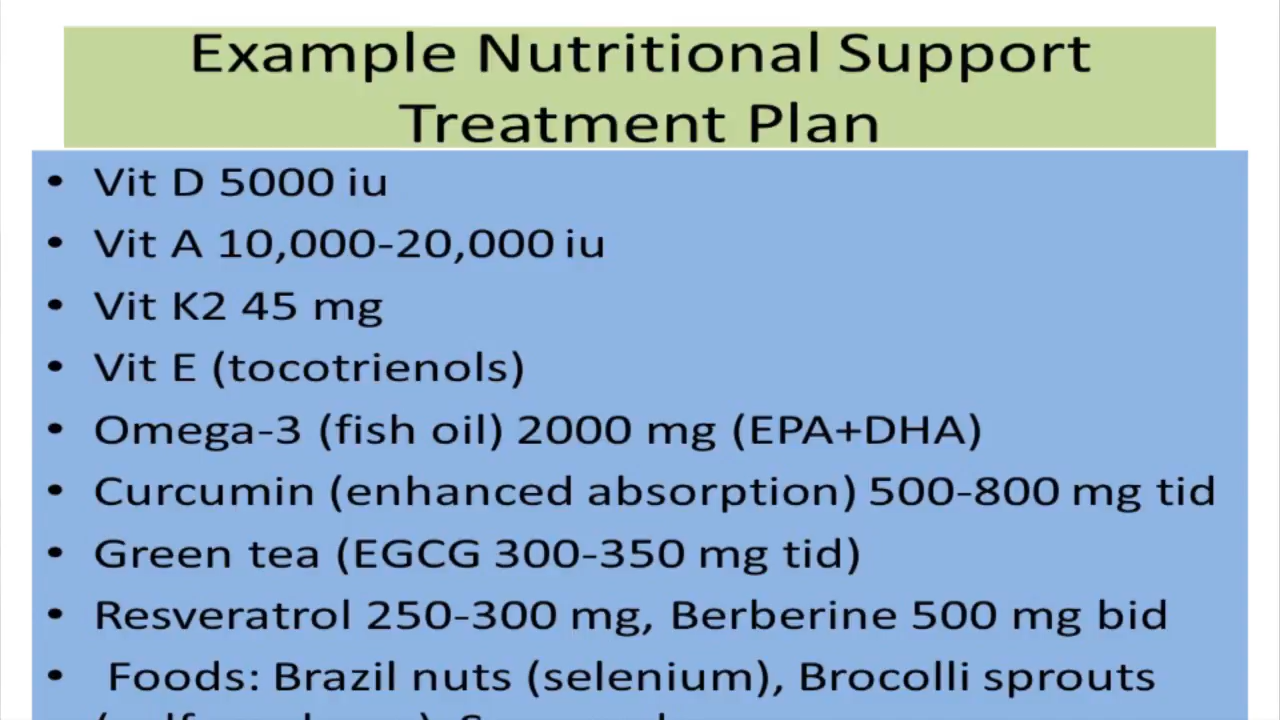 Example Nutritional Support
Treatment Plan
• Vit D 5000 iu
• Vit A 10,000-20,000 iu
• Vit K2 45 mg
• Vit E (tocotrienols)
• Omega-3 (fish oil) 2000 mg (EPA+DHA)
• Curcumin (enhanced absorption) 500-800 mg tid
• Green tea (EGCG 300-350 mg tid)
• Resveratrol 250-300 mg, Berberine 500 mg bid
• Foods: Brazil nuts (selenium), Brocolli sprouts